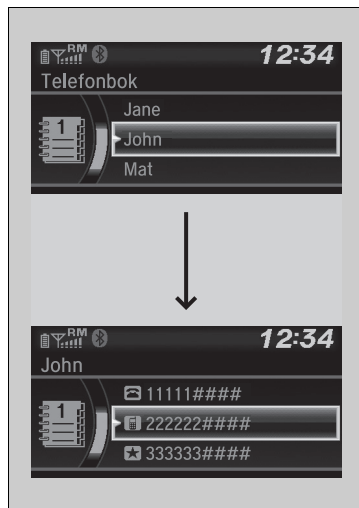 RM 12:34
Telefonbok
Jane
1
John
Mat
RM 12:34
John
11111####
1
222222####
333333####